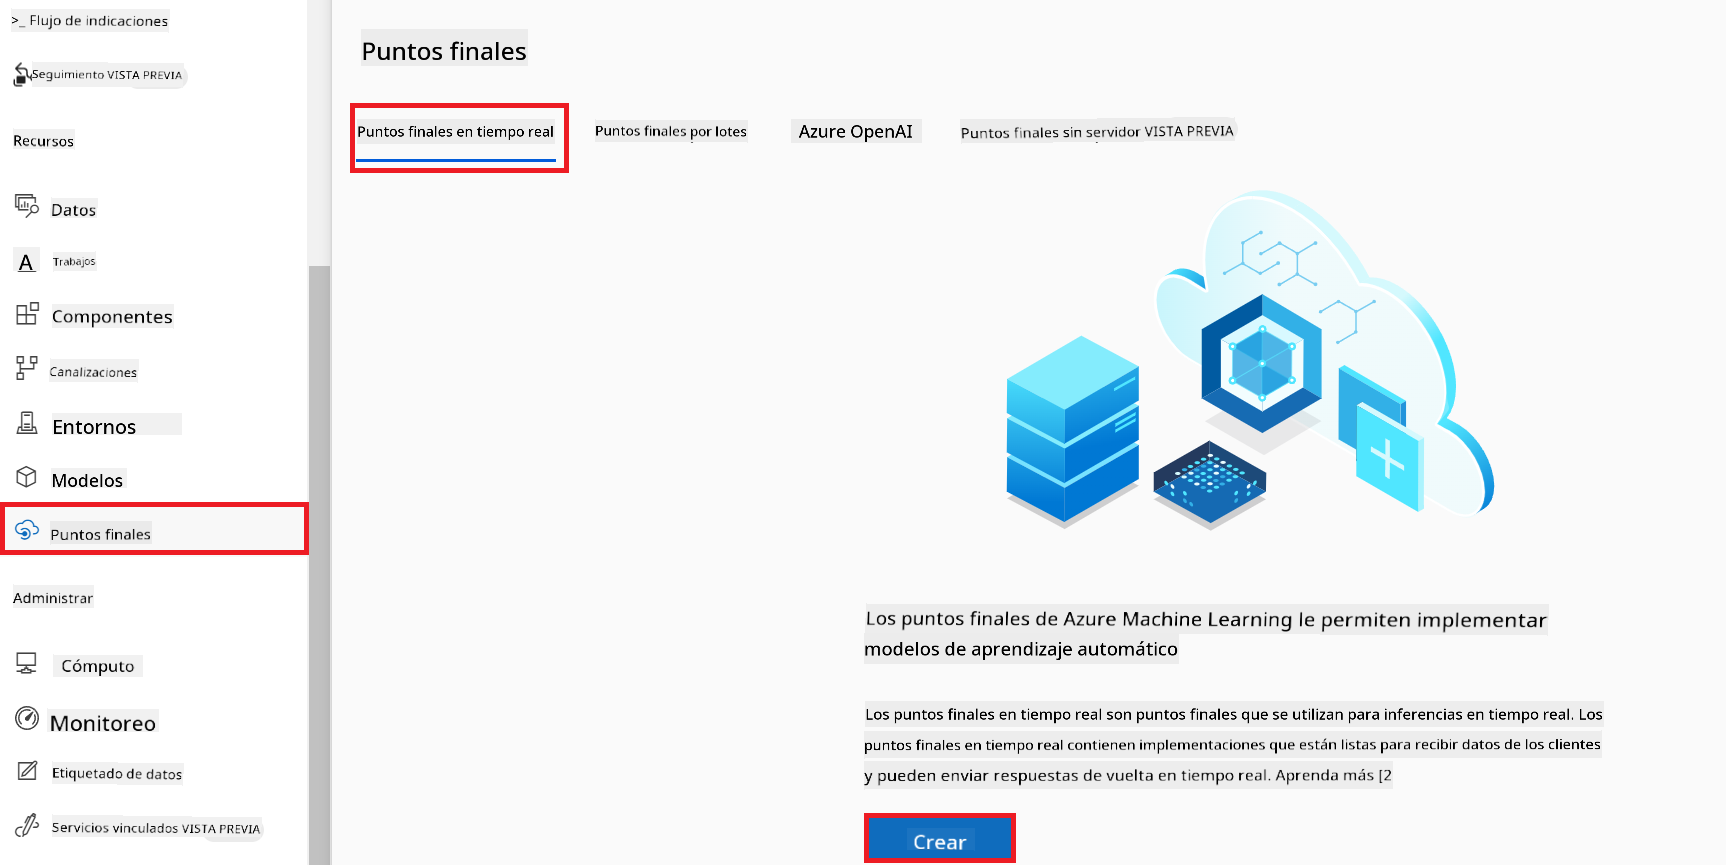 >_ Flujo de indicaciones
Seguimiento VISTA PREVIA
Recursos
Datos
A Trabajos
Componentes
Canalizaciones
Entornos
Modelos
Puntos finales
Administrar
Cómputo
Monitoreo
Etiquetado de datos
Servicios vinculados VISTA PREVIA
Puntos finales
Puntos finales en tiempo real
Puntos finales por lotes
Azure OpenAI
Puntos finales sin servidor VISTA PREVIA
Los puntos finales de Azure Machine Learning le permiten implementar
modelos de aprendizaje automático
Los puntos finales en tiempo real son puntos finales que se utilizan para inferencias en tiempo real. Los
puntos finales en tiempo real contienen implementaciones que están listas para recibir datos de los clientes
y pueden enviar respuestas de vuelta en tiempo real. Aprenda más [2
Crear